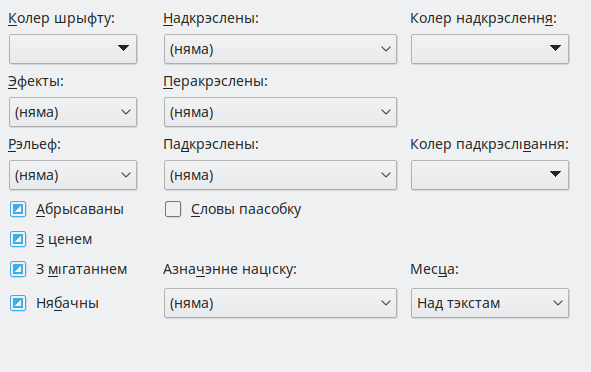 Колер шрыфту: Надкрэслены: Колер надкрэслення:
(няма)
Эфекты: Перакрэслены:
(няма) (няма)
Рэльеф: Падкрэслены: Колер падкрэслівання:
(няма) (няма)
Абрысаваны Словы паасобку
З ценем
З мігатаннем Азначэнне націску: Месца:
Нябачны (няма) Над тэкстам